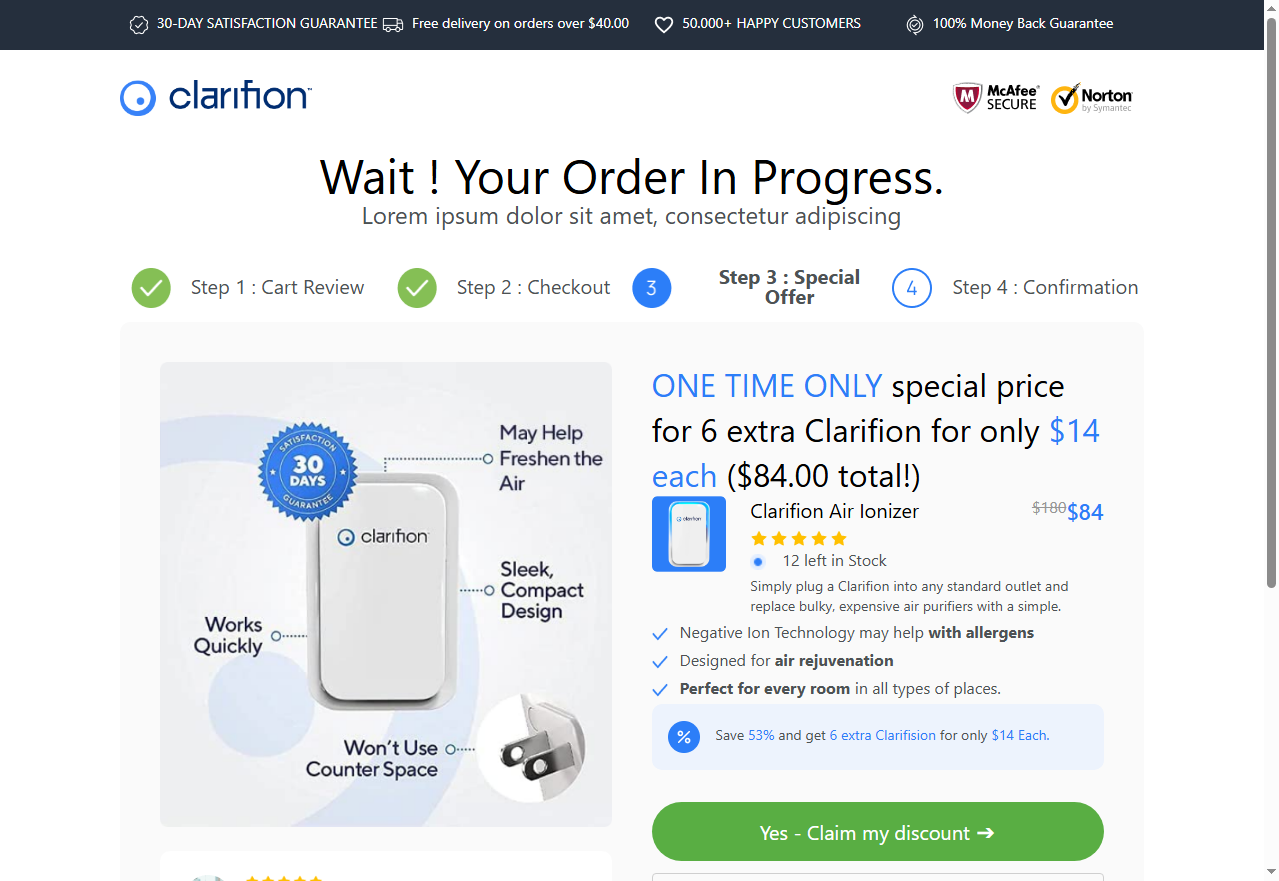 30-DAY SATISFACTION GUARANTEE
Free delivery on orders over $40.00
50.000+ HAPPY CUSTOMERS
100% Money Back Guarantee
clarifion™
McAfee®
SECURE
Norton
by Symantec
Wait ! Your Order In Progress.
Lorem ipsum dolor sit amet, consectetur adipiscing
Step 1 : Cart Review
Step 2 : Checkout
3
Step 3 : Special
Offer
4
Step 4 : Confirmation
SATISFACTION
30
DAYS
GUARANTEE
May Help
Freshen the
Air
clarifion
Sleek,
Compact
Design
Works
Quickly
Won't Use
Counter Space
ONE TIME ONLY special price
for 6 extra Clarifion for only $14
each ($84.00 total!)
clarifion
Clarifion Air Ionizer
$180$84
12 left in Stock
Simply plug a Clarifion into any standard outlet and
replace bulky, expensive air purifiers with a simple.
Negative Ion Technology may help with allergens
Designed for air rejuvenation
Perfect for every room in all types of places.
% Save 53% and get 6 extra Clarifision for only $14 Each.
Yes - Claim my discount ➔